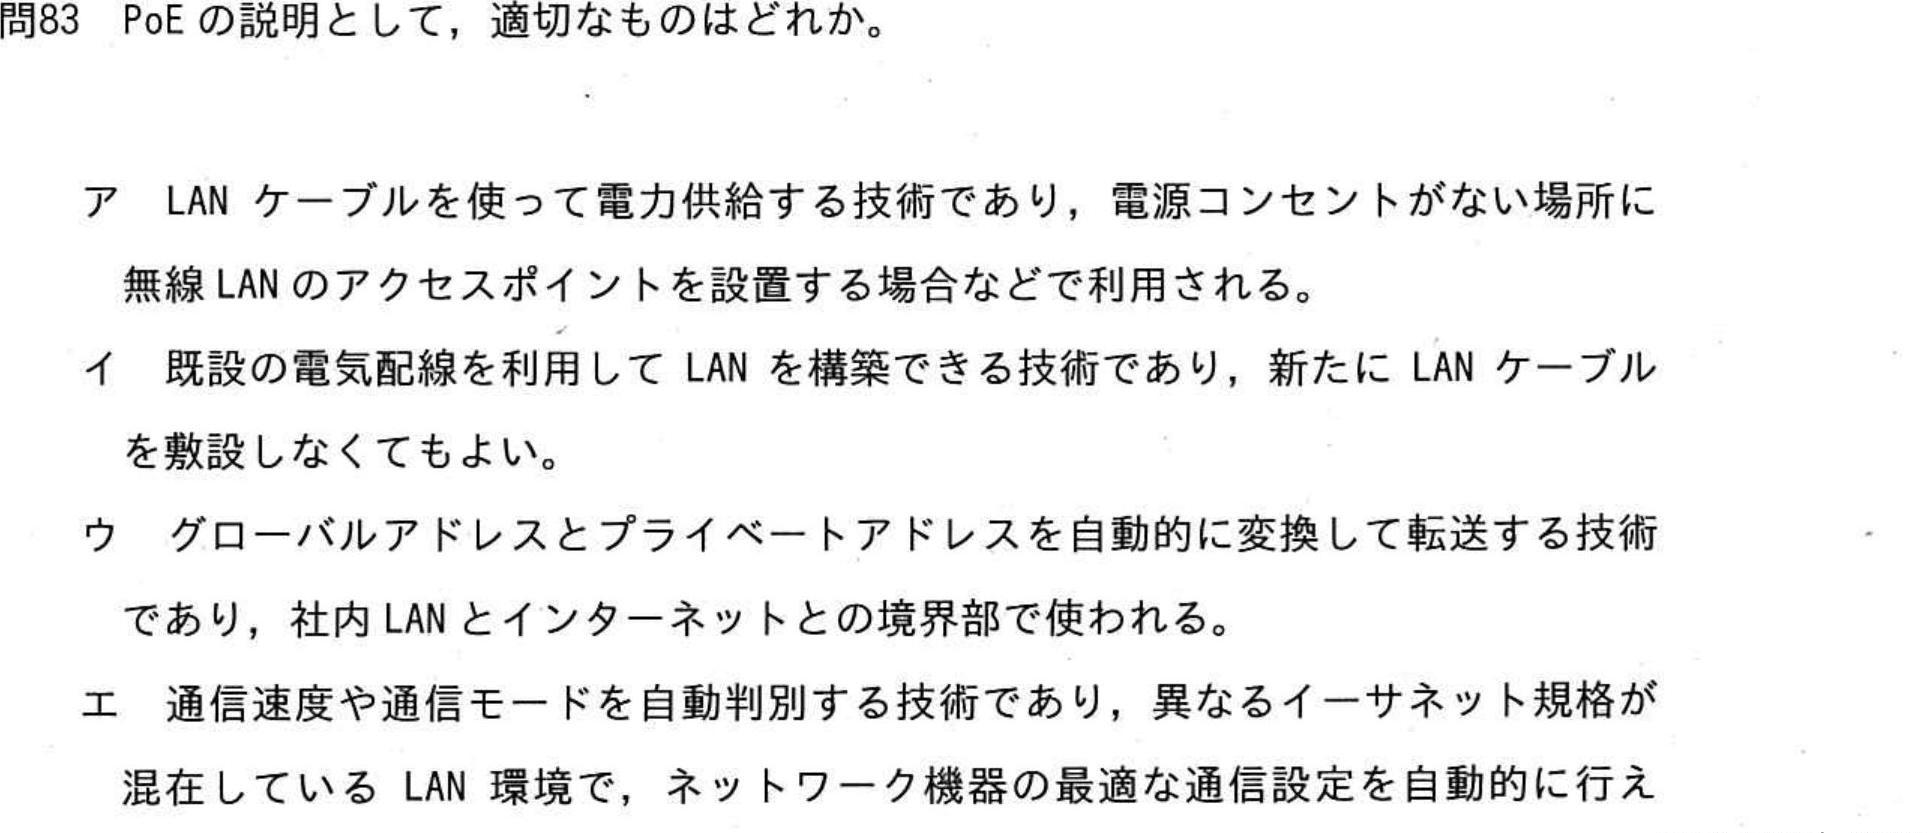 問83 PoE の説明として，適切なものはどれか。
ア LAN ケーブルを使って電力供給する技術であり，電源コンセントがない場所に
無線 LAN のアクセスポイントを設置する場合などで利用される。
イ 既設の電気配線を利用して LAN を構築できる技術であり，新たに LAN ケーブル
を敷設しなくてもよい。
ウ グローバルアドレスとプライベートアドレスを自動的に変換して転送する技術
であり，社内 LAN とインターネットとの境界部で使われる。
エ 通信速度や通信モードを自動判別する技術であり，異なるイーサネット規格が
混在している LAN 環境で，ネットワーク機器の最適な通信設定を自動的に行え